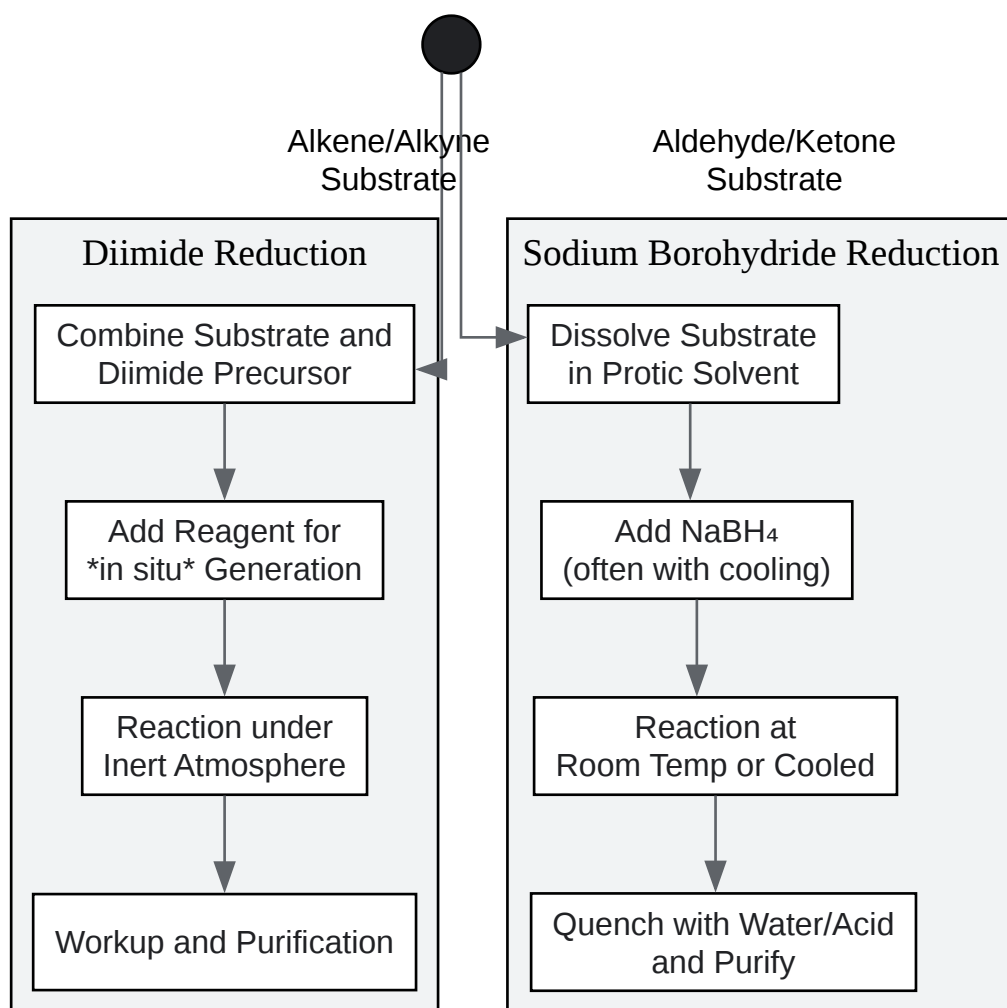 Alkene/Alkyne
Substrate
Aldehyde/Ketone
Substrate
Diimide Reduction
Combine Substrate and
Diimide Precursor
Add Reagent for
*in situ* Generation
Reaction under
Inert Atmosphere
Workup and Purification
Sodium Borohydride Reduction
Dissolve Substrate
in Protic Solvent
Add NaBH₄
(often with cooling)
Reaction at
Room Temp or Cooled
Quench with Water/Acid
and Purify